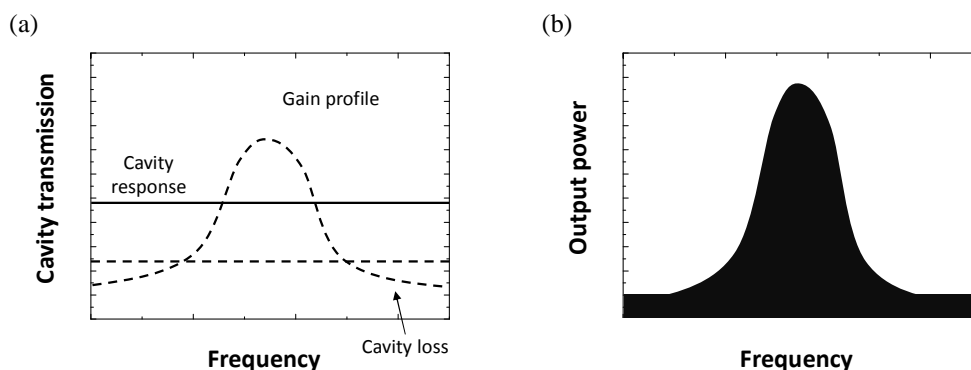 (a)
Cavity transmission
Gain profile
Cavity
response
Cavity loss
Frequency
(b)
Output power
Frequency